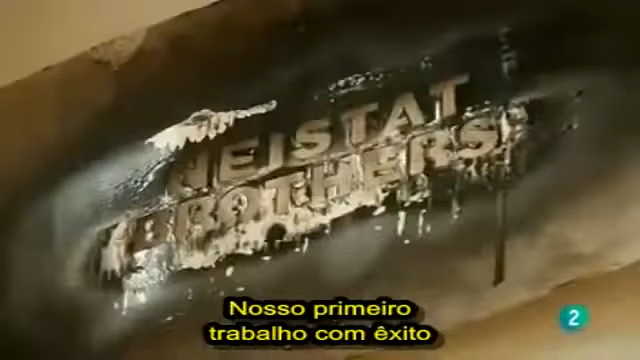 NEISTAT
BROTHERS
Nosso primeiro
trabalho com êxito
2